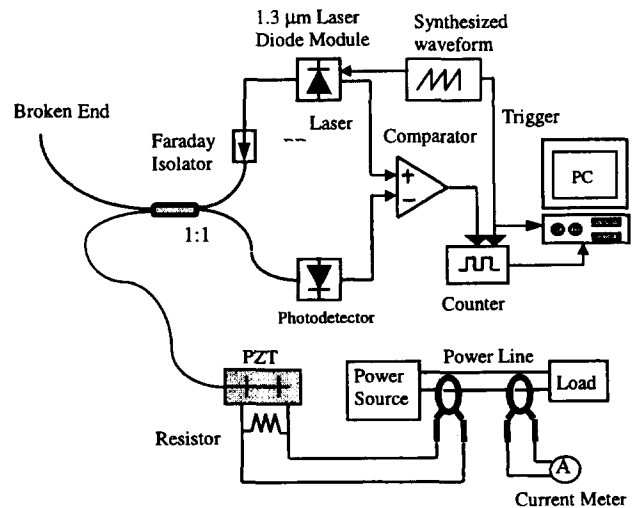 1.3 μm Laser
Diode Module
Synthesized
waveform
Broken End
Faraday
Isolator
Laser
Comparator
Trigger
+
−
PC
1:1
Photodetector
Counter
PZT
Power Line
Power
Source
Load
Resistor
A
Current Meter